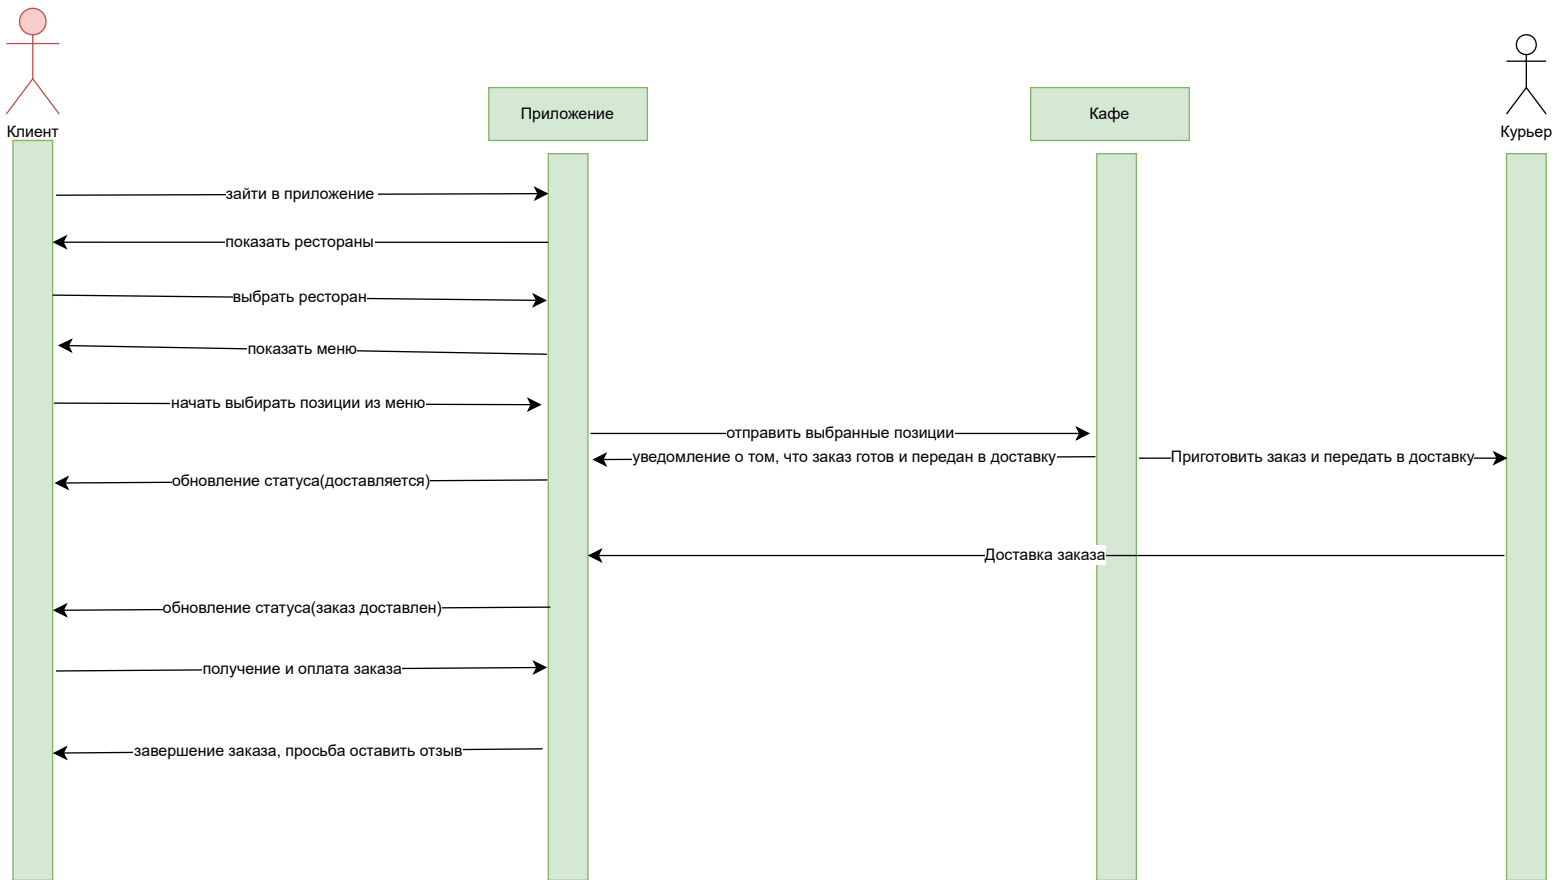 Клиент
Приложение
Кафе
Курьер
зайти в приложение
показать рестораны
выбрать ресторан
показать меню
начать выбирать позиции из меню
отправить выбранные позиции
уведомление о том, что заказ готов и передан в доставку
Приготовить заказ и передать в доставку
обновление статуса(доставляется)
Доставка заказа
обновление статуса(заказ доставлен)
получение и оплата заказа
завершение заказа, просьба оставить отзыв